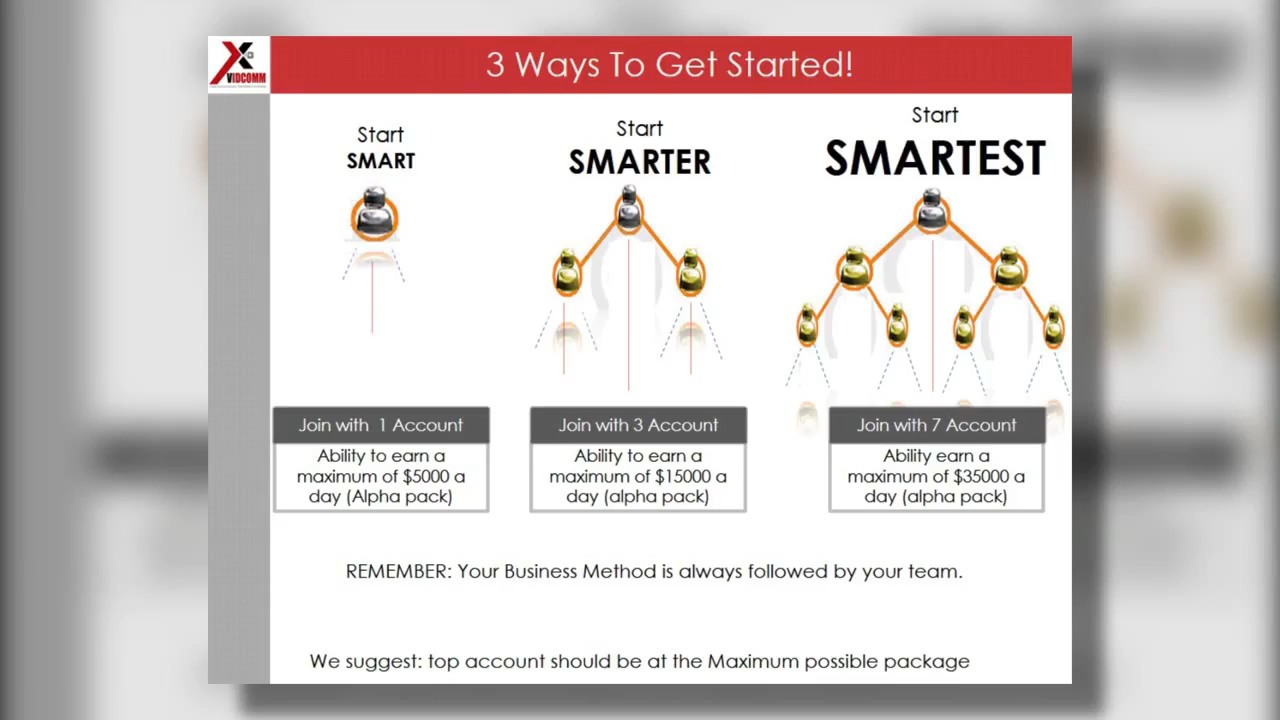 VIDCOMM
3 Ways To Get Started!
Start
SMART
Start
SMARTER
Start
SMARTEST
Join with 1 Account
Ability to earn a
maximum of $5000 a
day (Alpha pack)
Join with 3 Account
Ability to earn a
maximum of $15000 a
day (alpha pack)
Join with 7 Account
Ability earn a
maximum of $35000 a
day (alpha pack)
REMEMBER: Your Business Method is always followed by your team.
We suggest: top account should be at the Maximum possible package